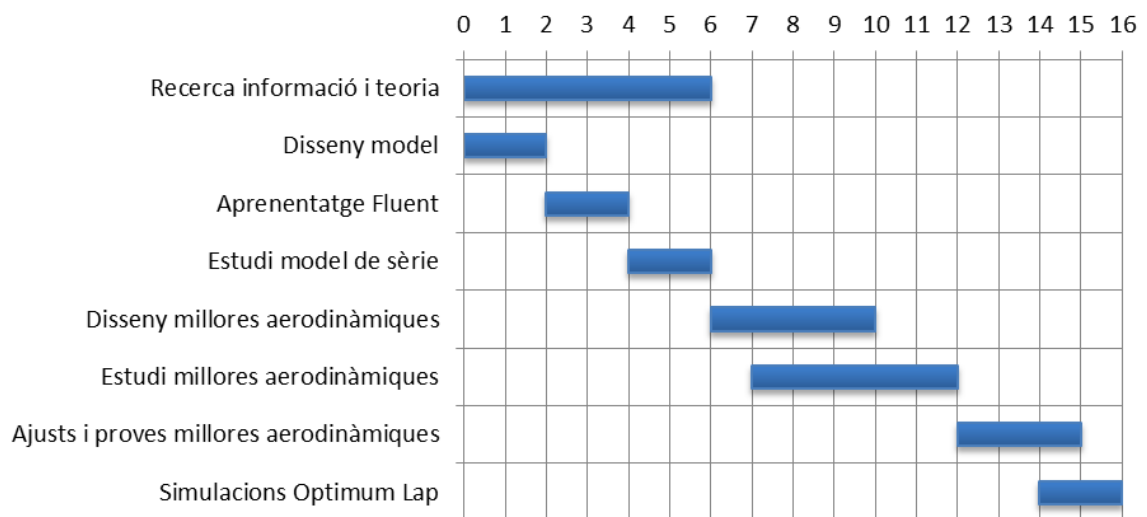 0 1 2 3 4 5 6 7 8 9 10 11 12 13 14 15 16
Recerca informació i teoria
Disseny model
Aprenentatge Fluent
Estudi model de sèrie
Disseny millores aerodinàmiques
Estudi millores aerodinàmiques
Ajusts i proves millores aerodinàmiques
Simulacions Optimum Lap